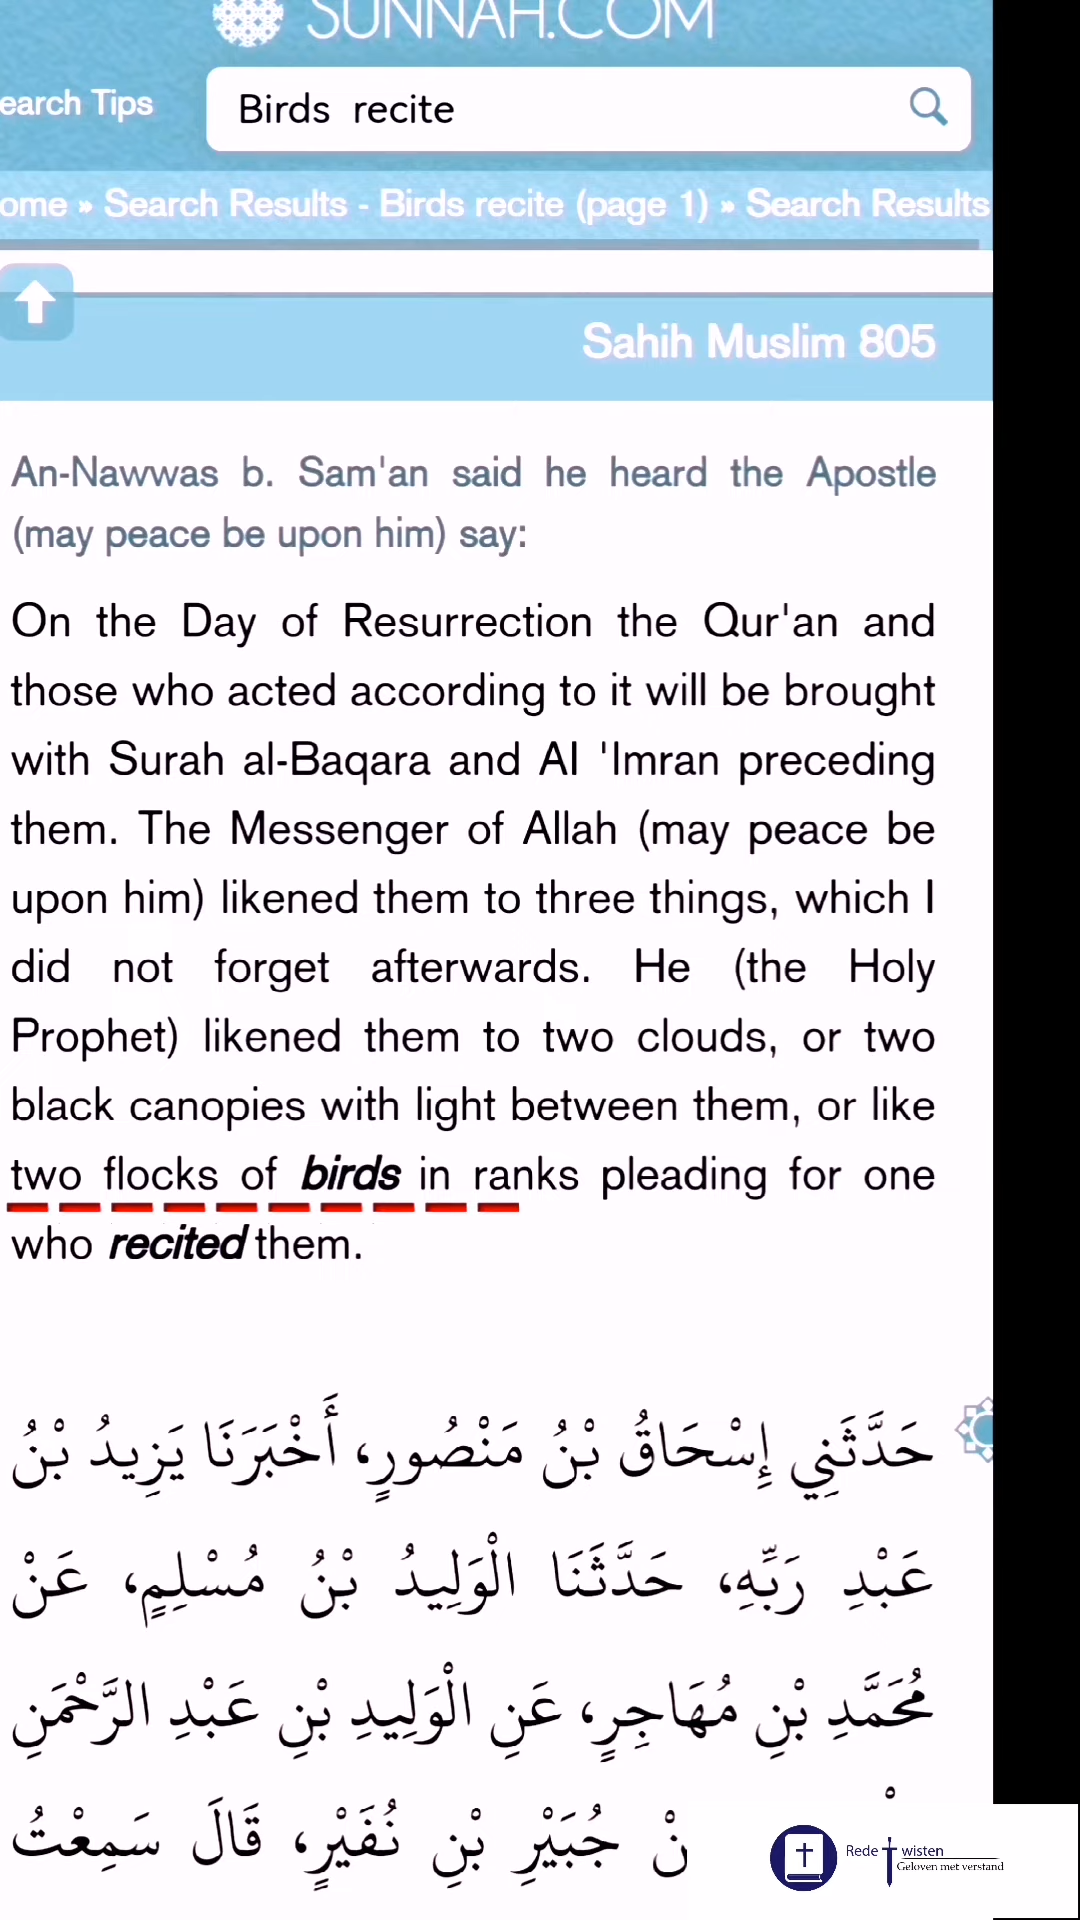 SUNNAH.COM
earch Tips
Birds recite
ome » Search Results - Birds recite (page 1) » Search Results
Sahih Muslim 805
An-Nawwas b. Sam'an said he heard the Apostle
(may peace be upon him) say:
On the Day of Resurrection the Qur'an and
those who acted according to it will be brought
with Surah al-Baqara and Al 'Imran preceding
them. The Messenger of Allah (may peace be
upon him) likened them to three things, which I
did not forget afterwards. He (the Holy
Prophet) likened them to two clouds, or two
black canopies with light between them, or like
two flocks of birds in ranks pleading for one
who recited them.
حَدَّثَنِي إِسْحَاقُ بْنُ مَنْصُورٍ، أَخْبَرَنَا يَزِيدُ بْنُ
عَبْدِ رَبِّهِ، حَدَّثَنَا الْوَلِيدُ بْنُ مُسْلِمٍ، عَنْ
مُحَمَّدِ بْنِ مُهَاجِرٍ، عَنِ الْوَلِيدِ بْنِ عَبْدِ الرَّحْمَنِ
نْ جُبَيْرِ بْنِ نُفَيْرٍ، قَالَ سَمِعْتُ
Rede twisten
Geloven met verstand